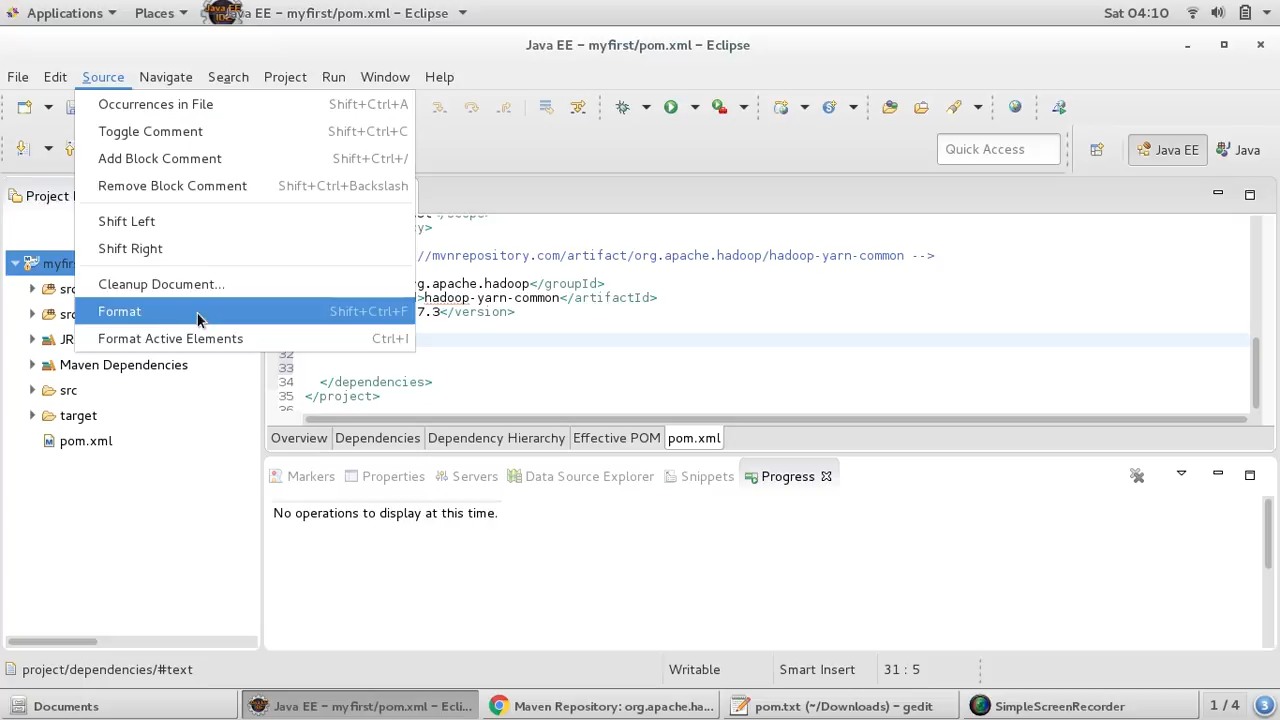 Applications Places Java EE – myfirst/pom.xml – Eclipse Sat 04:10
Java EE – myfirst/pom.xml – Eclipse
File Edit Source Navigate Search Project Run Window Help
Occurrences in File Shift+Ctrl+A
Toggle Comment Shift+Ctrl+C
Add Block Comment Shift+Ctrl+/
Remove Block Comment Shift+Ctrl+Backslash
Shift Left
Shift Right
Cleanup Document...
Format Shift+Ctrl+F
Format Active Elements Ctrl+I
Quick Access Java EE Java
Project
myfir
src
src
JR
Maven Dependencies
src
target
pom.xml
//mvnrepository.com/artifact/org.apache.hadoop/hadoop-yarn-common -->
g.apache.hadoop</groupId>
>hadoop-yarn-common</artifactId>
7.3</version>
32
33
34 </dependencies>
35 </project>
36
Overview Dependencies Dependency Hierarchy Effective POM pom.xml
Markers Properties Servers Data Source Explorer Snippets Progress
No operations to display at this time.
project/dependencies/#text Writable Smart Insert 31 : 5
Documents Java EE – myfirst/pom.xml – Ecli... Maven Repository: org.apache.ha... pom.txt (~/Downloads) – gedit SimpleScreenRecorder 1 / 4 3